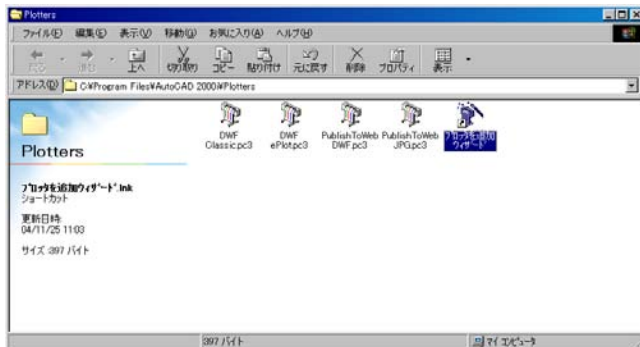 Plotters
ファイル(F) 編集(E) 表示(V) 移動(G) お気に入り(A) ヘルプ(H)
戻る 進む 上へ 切り取り コピー 貼り付け 元に戻す 削除 プロパティ 表示
アドレス(D) C:¥Program Files¥AutoCAD 2000¥Plotters
Plotters
プロッタを追加ウィザード.lnk
ショートカット
更新日時:
04/11/25 11:03
サイズ: 397 バイト
DWF Classic.pc3
DWF ePlot.pc3
PublishToWeb DWF.pc3
PublishToWeb JPG.pc3
プロッタを追加ウィザード
397 バイト マイ コンピュータ